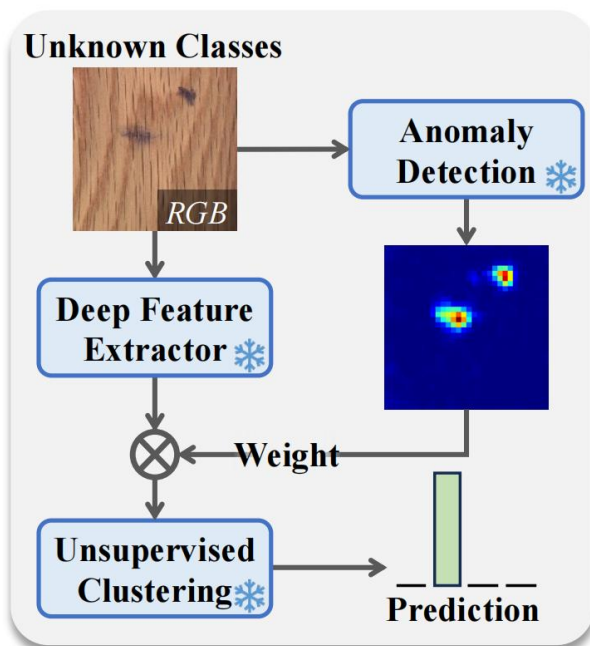 Unknown Classes
RGB
Anomaly
Detection
Deep Feature
Extractor
Weight
Unsupervised
Clustering
Prediction